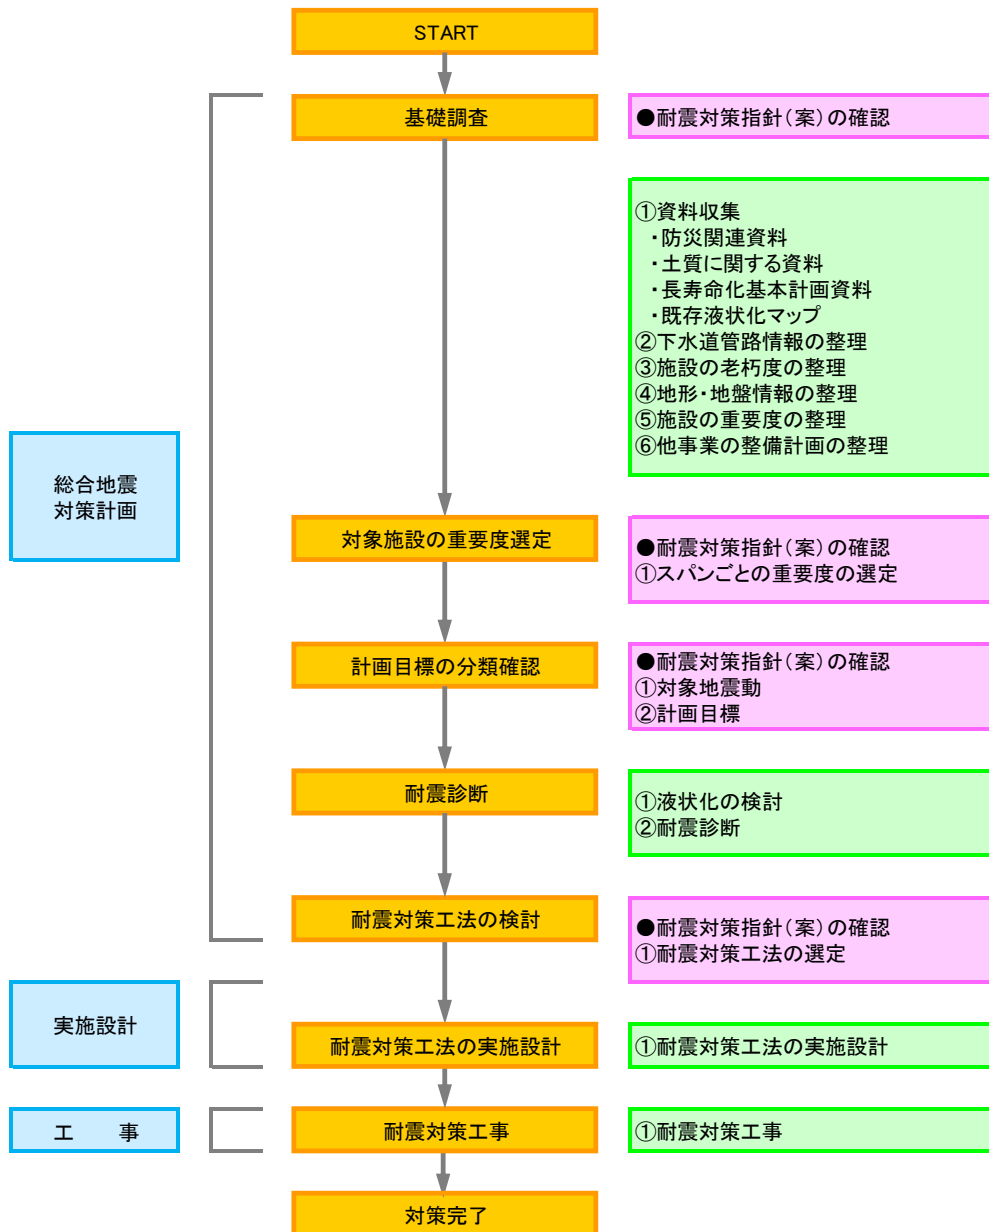 START
基礎調査
●耐震対策指針(案)の確認
①資料収集
・防災関連資料
・土質に関する資料
・長寿命化基本計画資料
・既存液状化マップ
②下水道管路情報の整理
③施設の老朽度の整理
④地形・地盤情報の整理
⑤施設の重要度の整理
⑥他事業の整備計画の整理
総合地震
対策計画
対象施設の重要度選定
●耐震対策指針(案)の確認
①スパンごとの重要度の選定
計画目標の分類確認
●耐震対策指針(案)の確認
①対象地震動
②計画目標
耐震診断
①液状化の検討
②耐震診断
耐震対策工法の検討
●耐震対策指針(案)の確認
①耐震対策工法の選定
実施設計
耐震対策工法の実施設計
①耐震対策工法の実施設計
工　　事
耐震対策工事
①耐震対策工事
対策完了